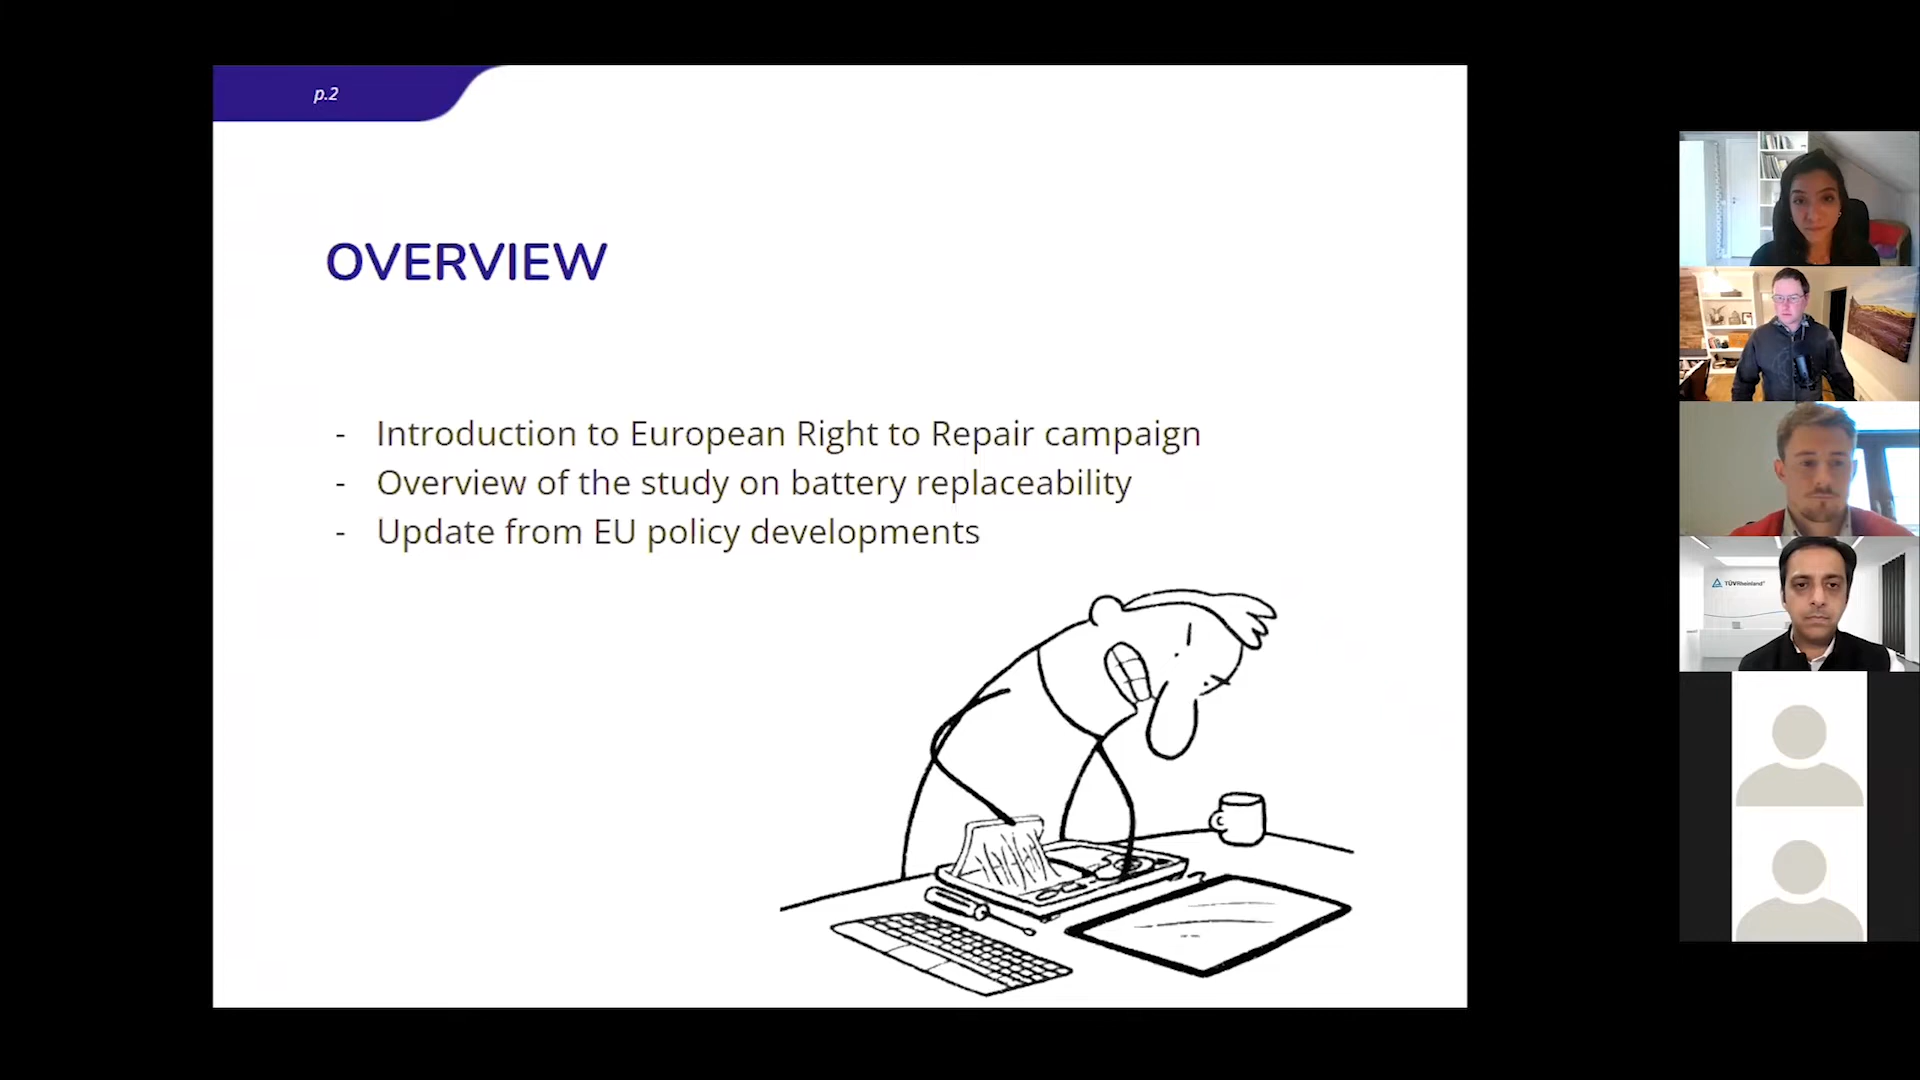 p.2
OVERVIEW
- Introduction to European Right to Repair campaign
- Overview of the study on battery replaceability
- Update from EU policy developments
TÜVRheinland®